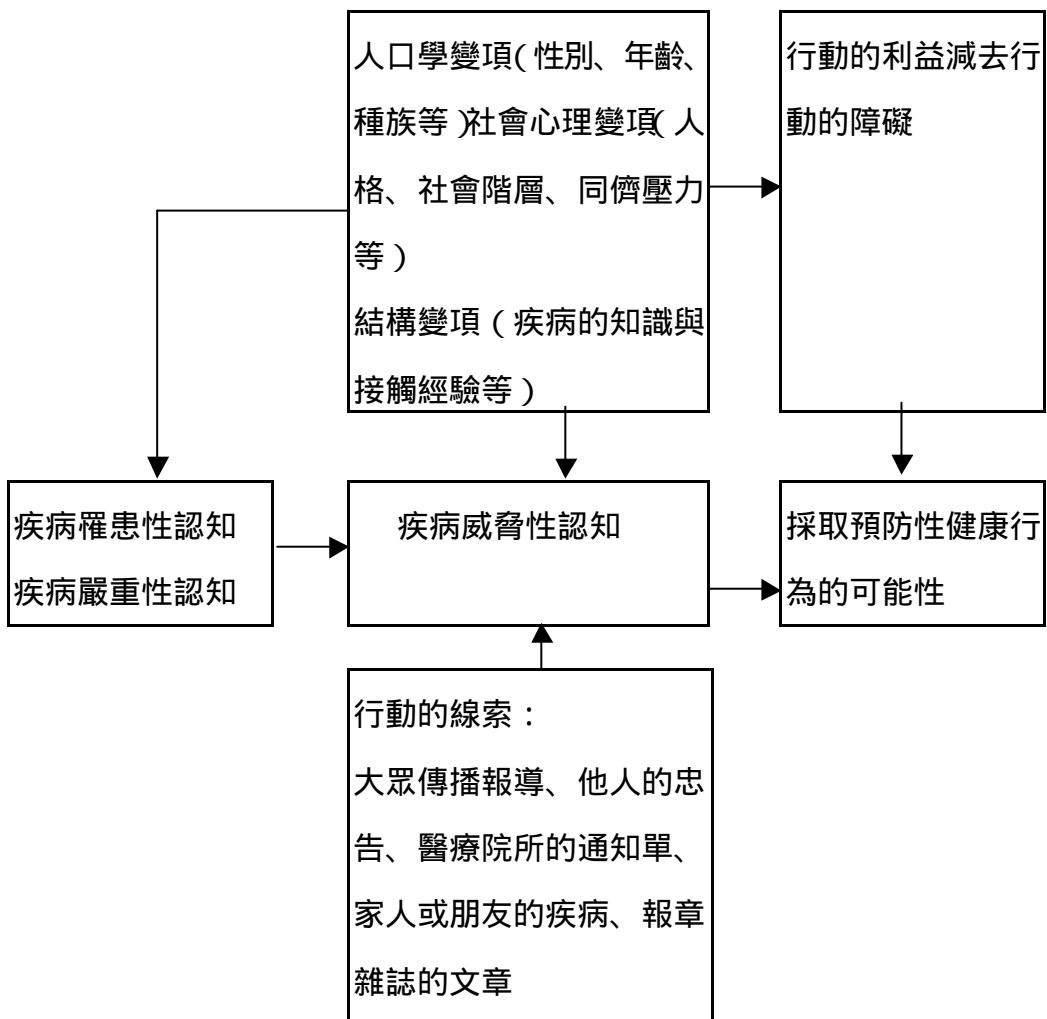 人口學變項(性別、年齡、
種族等)社會心理變項(人
格、社會階層、同儕壓力
等)
結構變項(疾病的知識與
接觸經驗等)
行動的利益減去行
動的障礙
疾病罹患性認知
疾病嚴重性認知
疾病威脅性認知
採取預防性健康行
為的可能性
行動的線索:
大眾傳播報導、他人的忠
告、醫療院所的通知單、
家人或朋友的疾病、報章
雜誌的文章